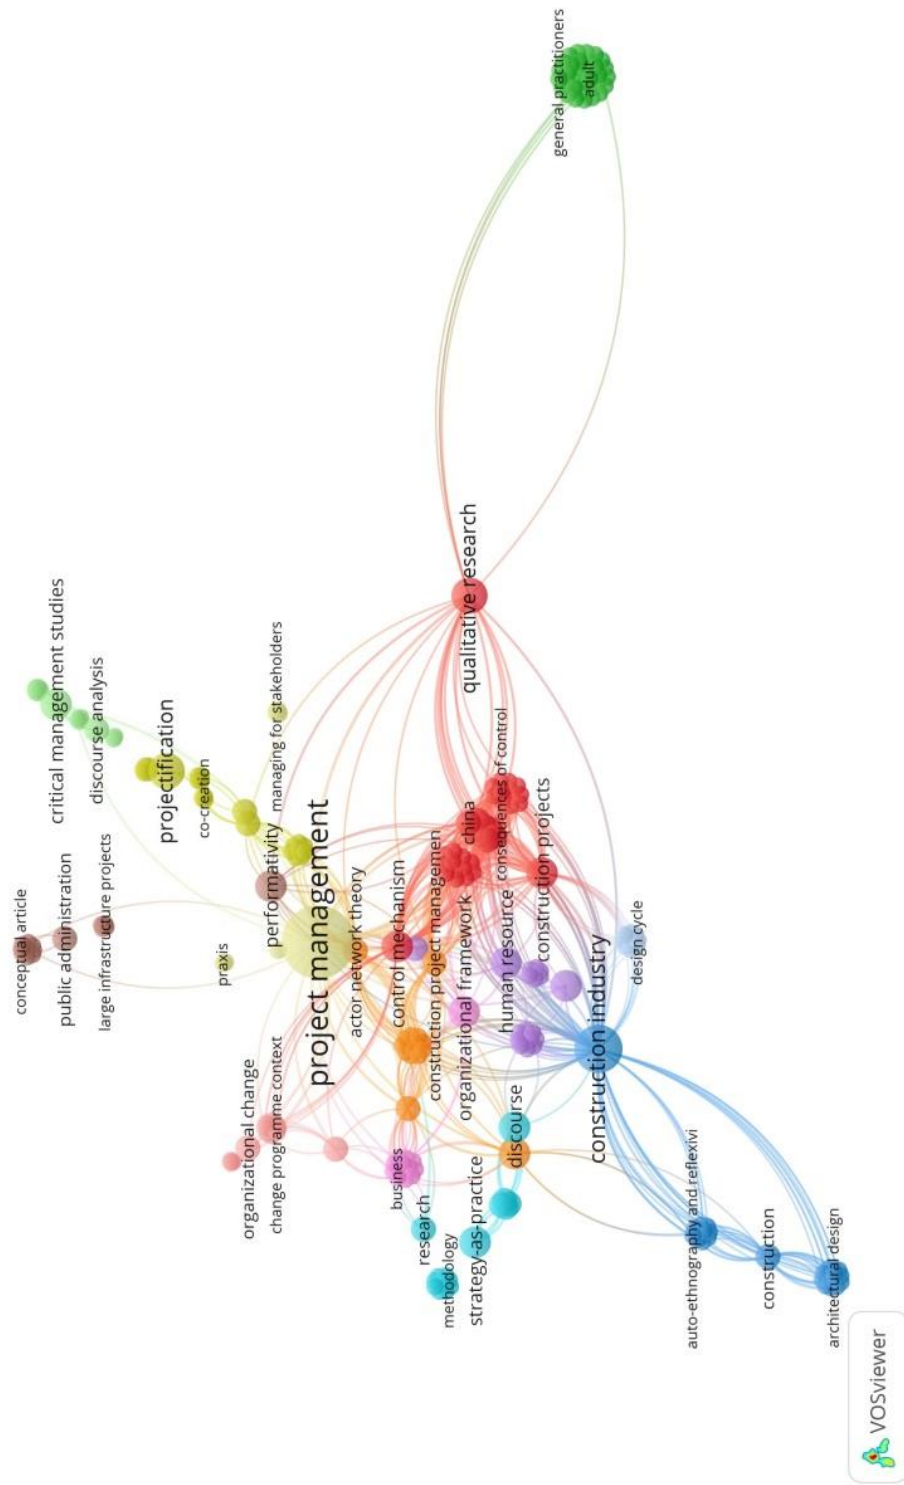 conceptual article
public administration
large infrastructure projects
critical management studies
discourse analysis
projectification
co-creation
managing for stakeholders
praxis
performativity
project management
actor network theory
organizational change
change programme context
control mechanism
construction project managemen
organizational framework
china
consequences of control
construction projects
human resource
qualitative research
general practitioners
adult
business
research
methodology
strategy-as-practice
discourse
construction industry
design cycle
auto-ethnography and reflexivi
construction
architectural design
VOSviewer